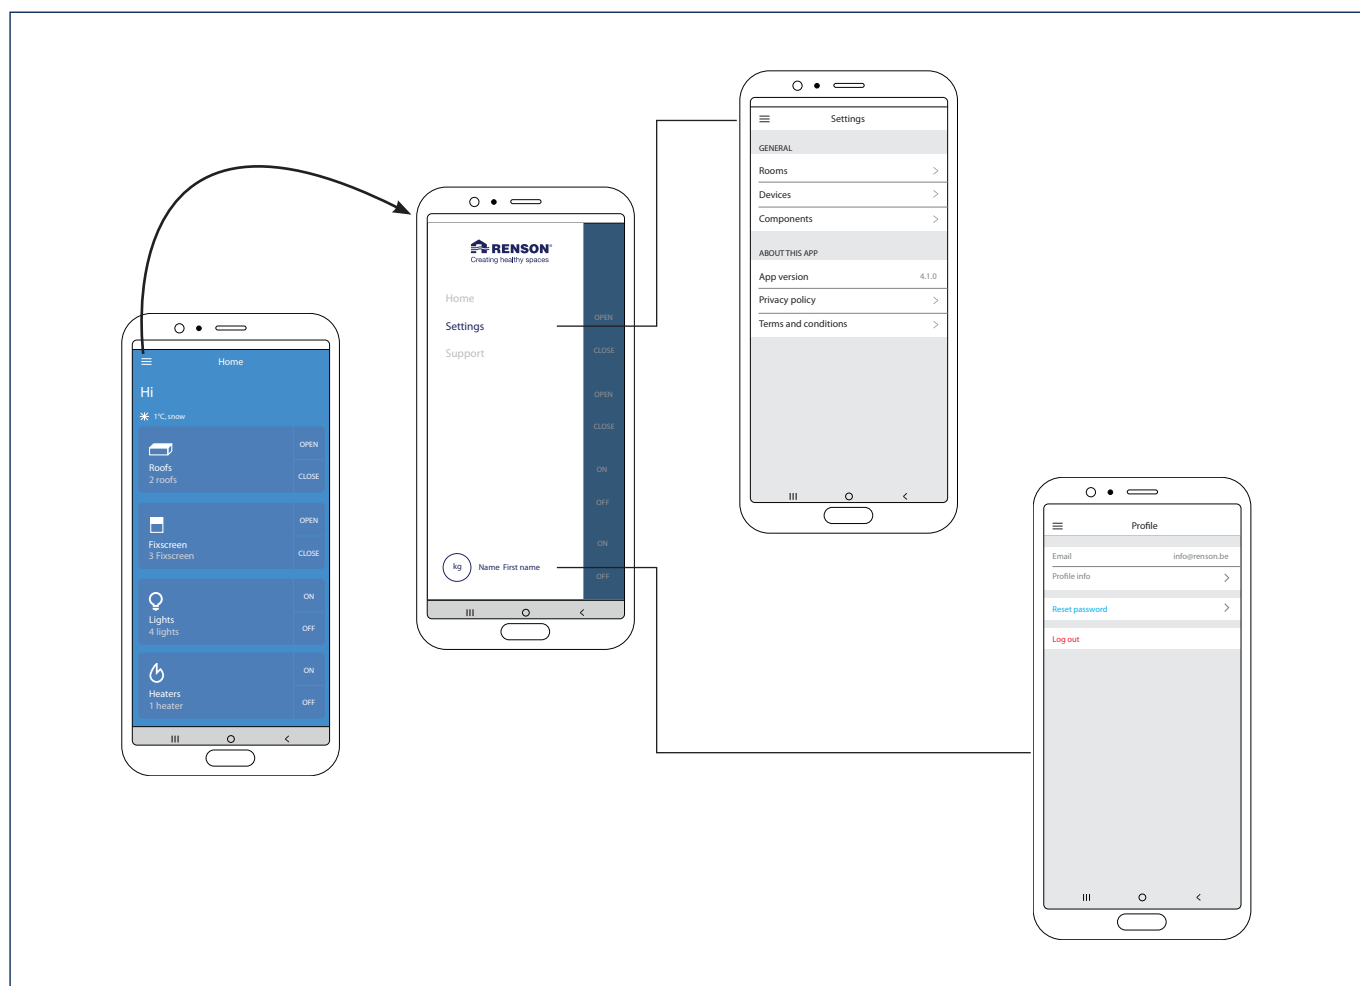 Home
Hi
1°C, snow
Roofs
2 roofs
OPEN
CLOSE
Fixscreen
3 Fixscreen
OPEN
CLOSE
Lights
4 lights
ON
OFF
Heaters
1 heater
ON
OFF
RENSON®
Creating healthy spaces
Home
Settings
Support
OPEN
CLOSE
OPEN
CLOSE
ON
OFF
ON
OFF
kg Name First name
Settings
GENERAL
Rooms
Devices
Components
ABOUT THIS APP
App version 4.1.0
Privacy policy
Terms and conditions
Profile
Email info@renson.be
Profile info
Reset password
Log out